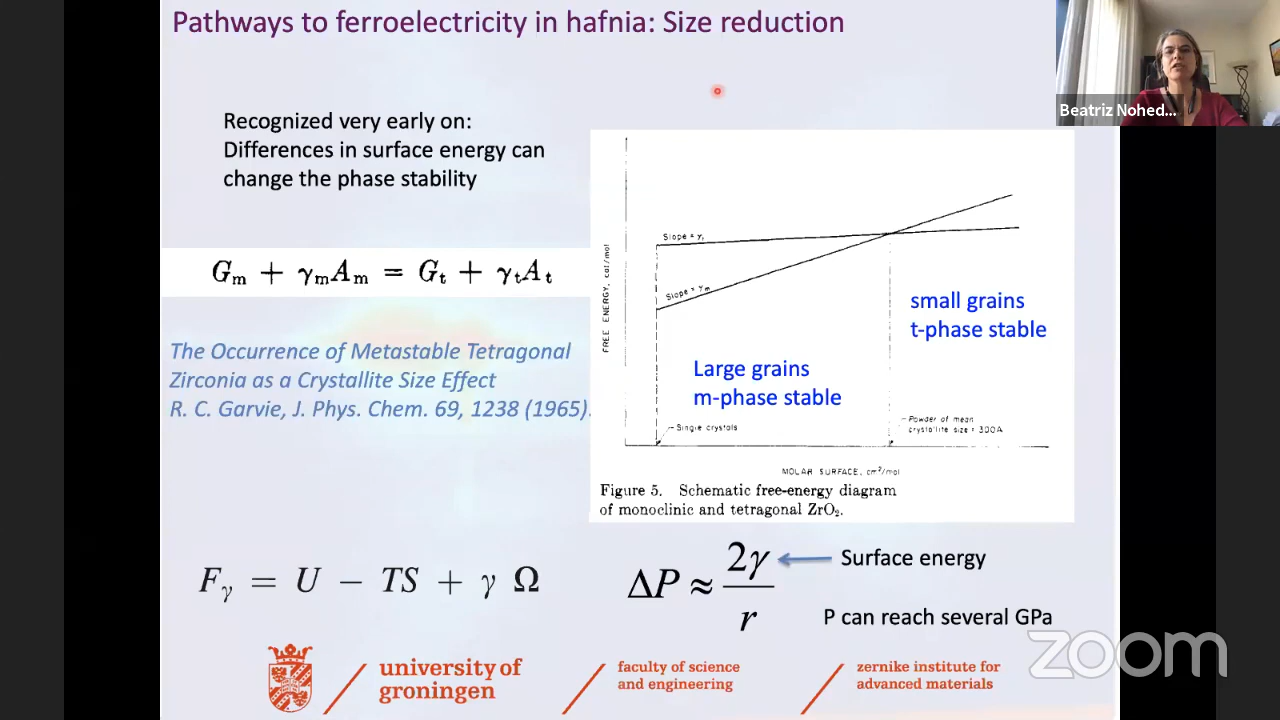 Pathways to ferroelectricity in hafnia: Size reduction
Beatriz Nohed...
Recognized very early on:
Differences in surface energy can
change the phase stability
G_m + γ_m A_m = G_t + γ_t A_t
The Occurrence of Metastable Tetragonal
Zirconia as a Crystallite Size Effect
R. C. Garvie, J. Phys. Chem. 69, 1238 (1965).
FREE ENERGY, cal/mol
Slope = γ_t
Slope = γ_m
small grains
t-phase stable
Large grains
m-phase stable
Single crystals
Powder of mean
crystallite size = 300A
MOLAR SURFACE, cm²/mol
Figure 5. Schematic free-energy diagram
of monoclinic and tetragonal ZrO₂.
F_γ = U − TS + γ Ω
ΔP ≈ 2γ / r
Surface energy
P can reach several GPa
university of
groningen
faculty of science
and engineering
zernike institute for
advanced materials
zoom